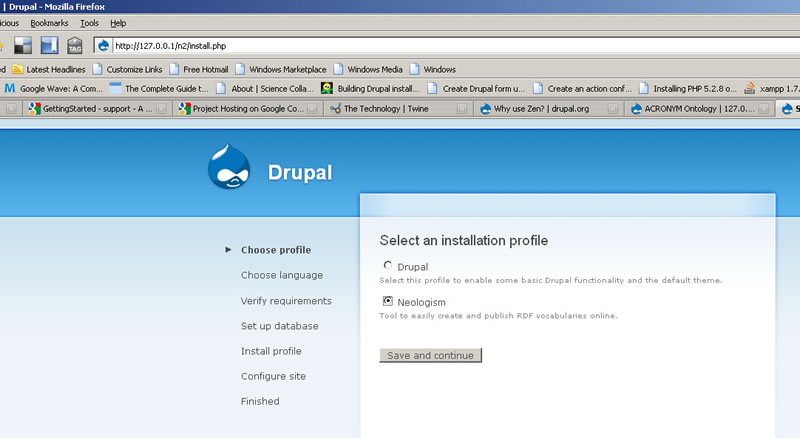 | Drupal - Mozilla Firefox
icious Bookmarks Tools Help
TAG http://127.0.0.1/n2/install.php
ed Latest Headlines Customize Links Free Hotmail Windows Marketplace Windows Media Windows
Google Wave: A Com... The Complete Guide t... About | Science Colla... Building Drupal instal... Create Drupal form u... Create an action conf... Installing PHP 5.2.8 o... xampp 1.7.
GettingStarted - support - A ... Project Hosting on Google Co... The Technology | Twine Why use Zen? | drupal.org ACRONYM Ontology | 127.0... S
Drupal
Select an installation profile
Choose profile
Drupal
Choose language
Select this profile to enable some basic Drupal functionality and the default theme.
Verify requirements
Neologism
Tool to easily create and publish RDF vocabularies online.
Set up database
Install profile
Save and continue
Configure site
Finished